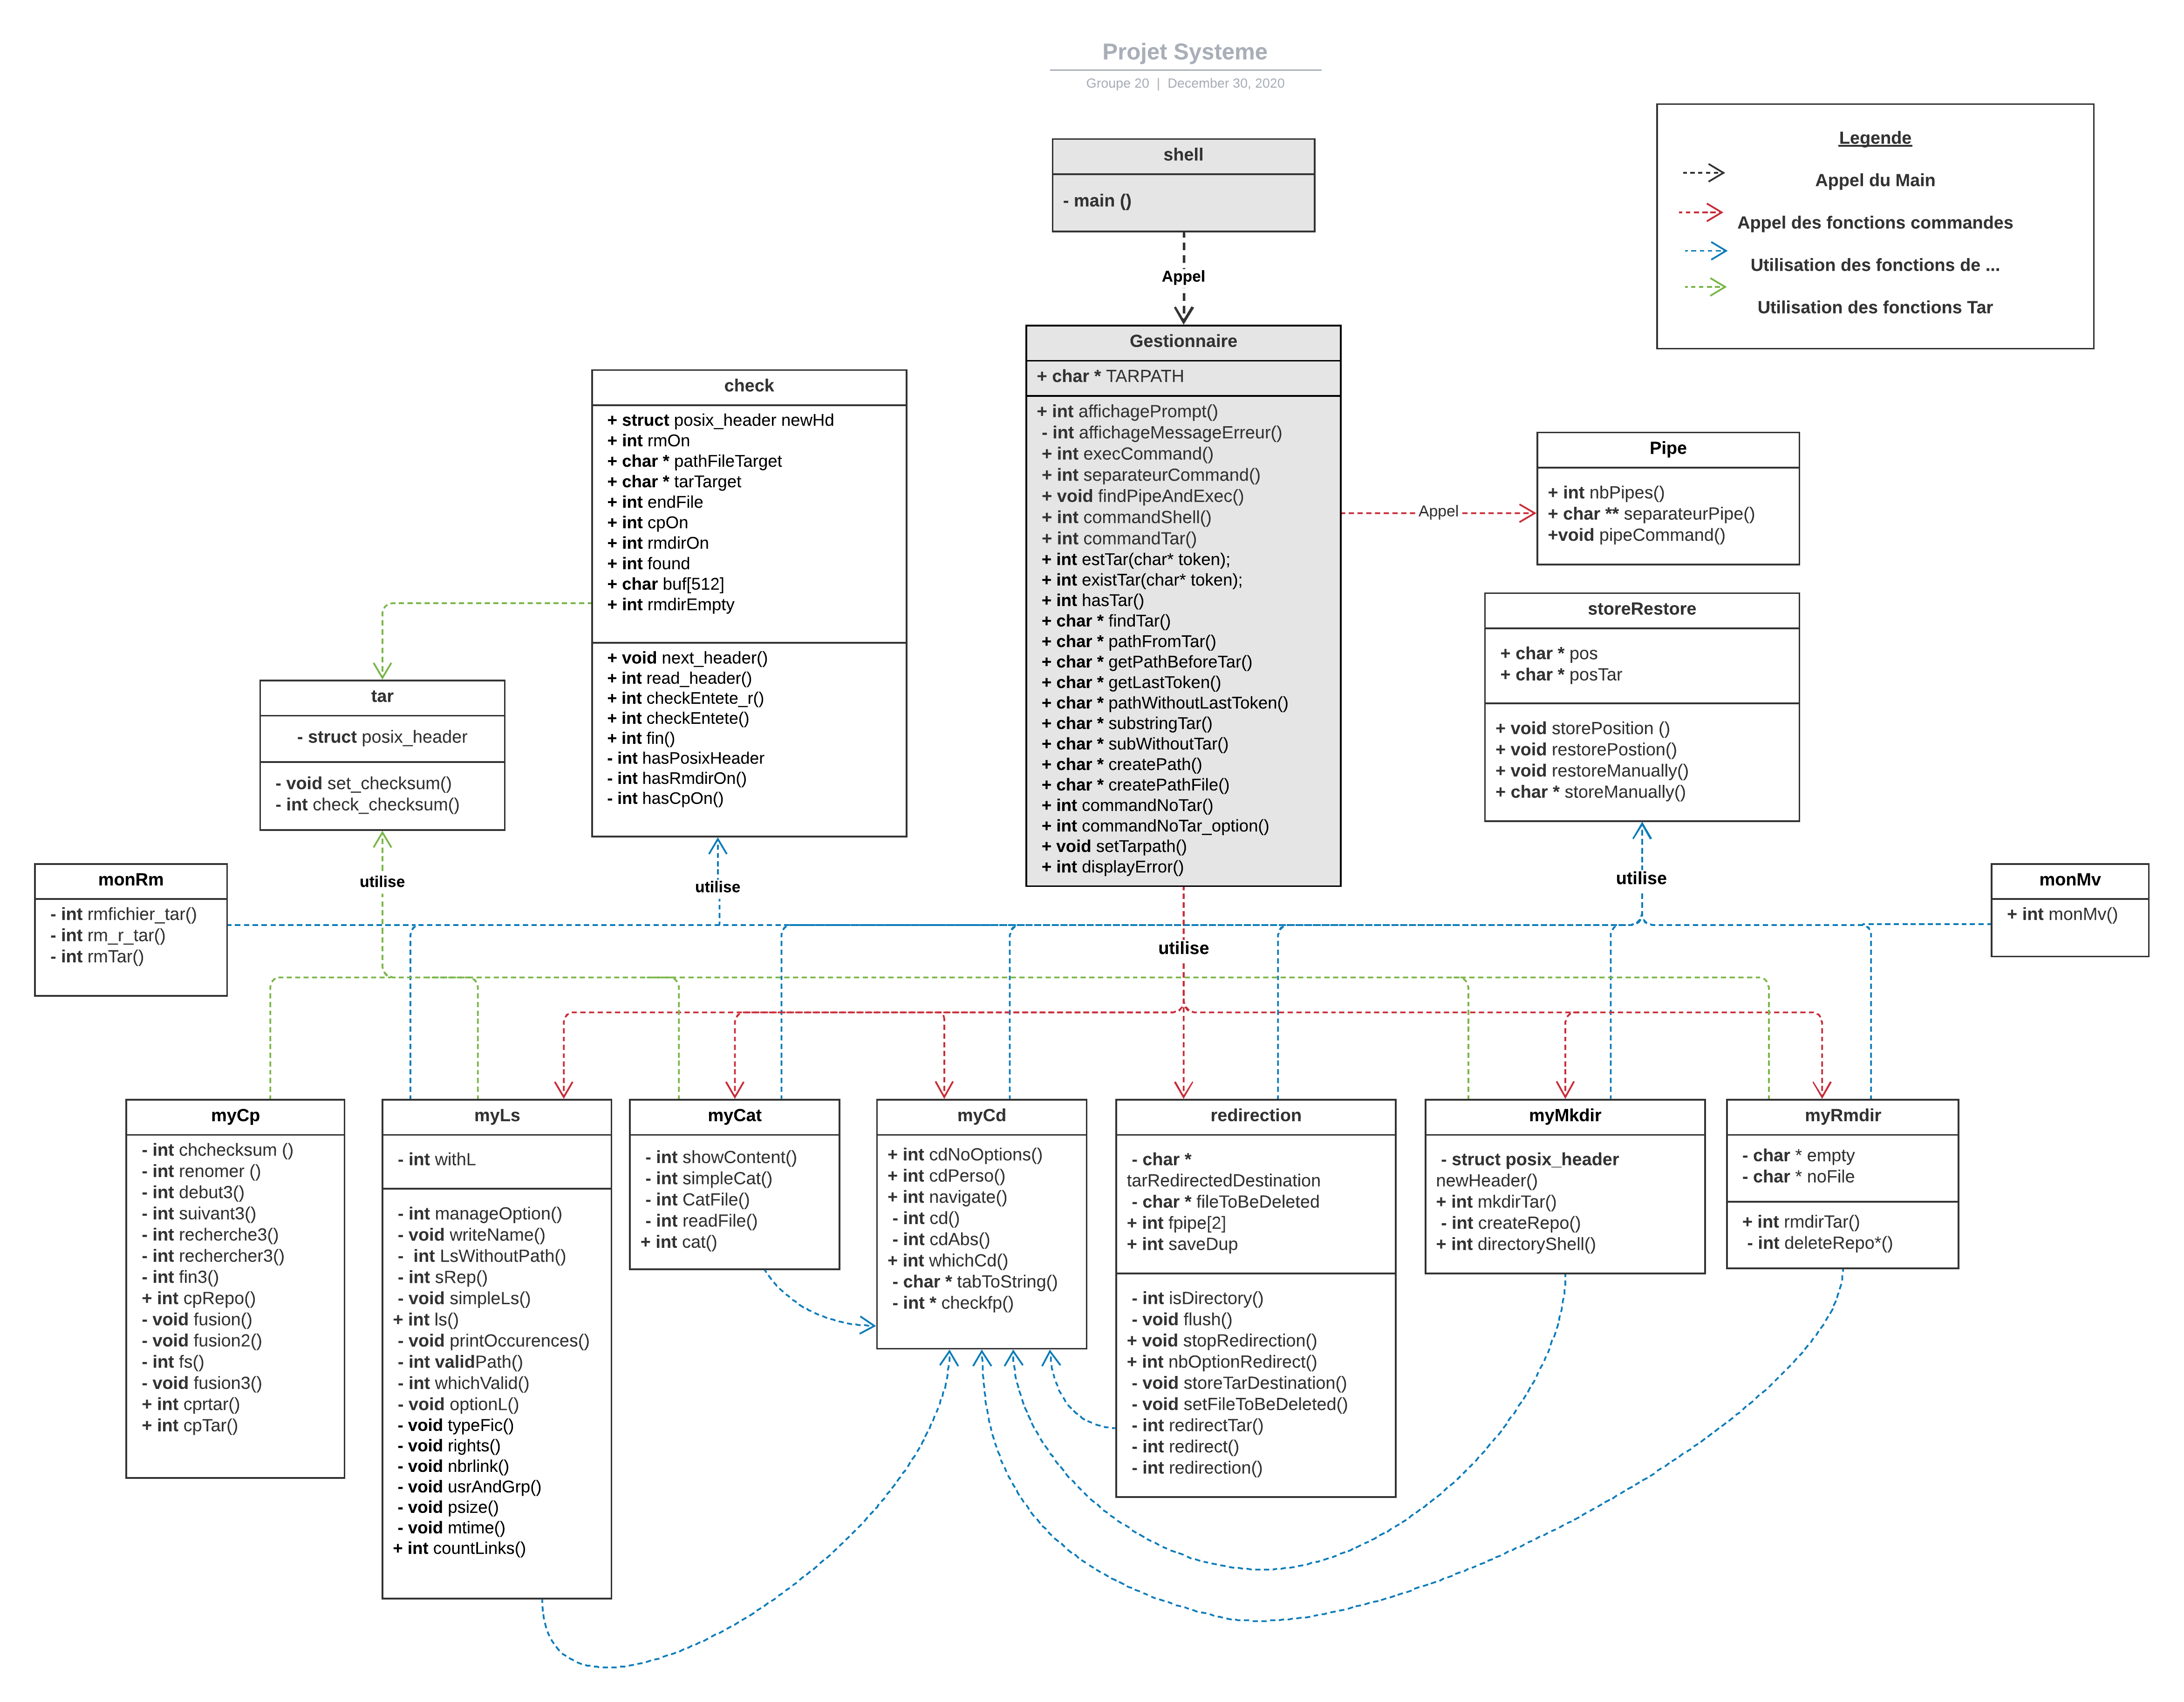 Projet Systeme
Groupe 20 | December 30, 2020
Legende
Appel du Main
Appel des fonctions commandes
Utilisation des fonctions de ...
Utilisation des fonctions Tar
shell
- main ()
Appel
Gestionnaire
+ char * TARPATH
+ int affichagePrompt()
- int affichageMessageErreur()
+ int execCommand()
+ int separateurCommand()
+ void findPipeAndExec()
+ int commandShell()
+ int commandTar()
+ int estTar(char* token);
+ int existTar(char* token);
+ int hasTar()
+ char * findTar()
+ char * pathFromTar()
+ char * getPathBeforeTar()
+ char * getLastToken()
+ char * pathWithoutLastToken()
+ char * substringTar()
+ char * subWithoutTar()
+ char * createPath()
+ char * createPathFile()
+ int commandNoTar()
+ int commandNoTar_option()
+ void setTarpath()
+ int displayError()
check
+ struct posix_header newHd
+ int rmOn
+ char * pathFileTarget
+ char * tarTarget
+ int endFile
+ int cpOn
+ int rmdirOn
+ int found
+ char buf[512]
+ int rmdirEmpty
+ void next_header()
+ int read_header()
+ int checkEntete_r()
+ int checkEntete()
+ int fin()
- int hasPosixHeader
- int hasRmdirOn()
- int hasCpOn()
Appel
Pipe
+ int nbPipes()
+ char ** separateurPipe()
+void pipeCommand()
storeRestore
+ char * pos
+ char * posTar
+ void storePosition ()
+ void restorePostion()
+ void restoreManually()
+ char * storeManually()
tar
- struct posix_header
- void set_checksum()
- int check_checksum()
monRm
- int rmfichier_tar()
- int rm_r_tar()
- int rmTar()
utilise
utilise
utilise
utilise
monMv
+ int monMv()
myCp
- int chchecksum ()
- int renomer ()
- int debut3()
- int suivant3()
- int recherche3()
- int rechercher3()
- int fin3()
+ int cpRepo()
- void fusion()
- void fusion2()
- int fs()
- void fusion3()
+ int cprtar()
+ int cpTar()
myLs
- int withL
- int manageOption()
- void writeName()
- int LsWithoutPath()
- int sRep()
- void simpleLs()
+ int ls()
- void printOccurences()
- int validPath()
- int whichValid()
- void optionL()
- void typeFic()
- void rights()
- void nbrlink()
- void usrAndGrp()
- void psize()
- void mtime()
+ int countLinks()
myCat
- int showContent()
- int simpleCat()
- int CatFile()
- int readFile()
+ int cat()
myCd
+ int cdNoOptions()
+ int cdPerso()
+ int navigate()
- int cd()
- int cdAbs()
+ int whichCd()
- char * tabToString()
- int * checkfp()
redirection
- char *
tarRedirectedDestination
- char * fileToBeDeleted
+ int fpipe[2]
+ int saveDup
- int isDirectory()
- void flush()
+ void stopRedirection()
+ int nbOptionRedirect()
- void storeTarDestination()
- void setFileToBeDeleted()
- int redirectTar()
- int redirect()
- int redirection()
myMkdir
- struct posix_header
newHeader()
+ int mkdirTar()
- int createRepo()
+ int directoryShell()
myRmdir
- char * empty
- char * noFile
+ int rmdirTar()
- int deleteRepo*()